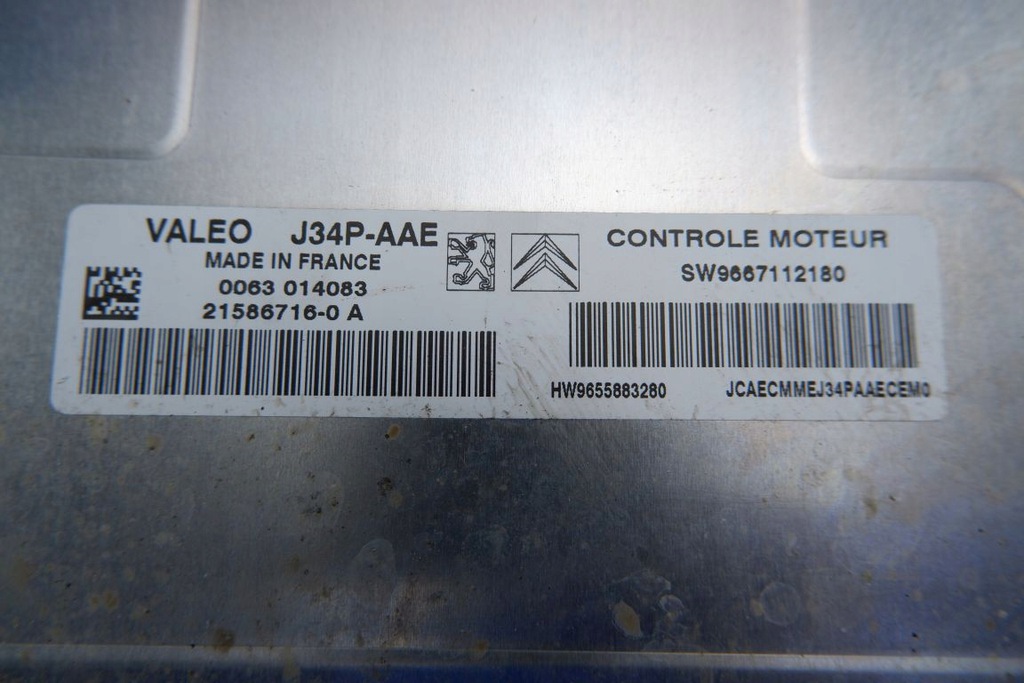 VALEO J34P-AAE
MADE IN FRANCE
0063 014083
21586716-0 A
CONTROLE MOTEUR
SW9667112180
HW9655883280 JCAECMMEJ34PAAECEM0